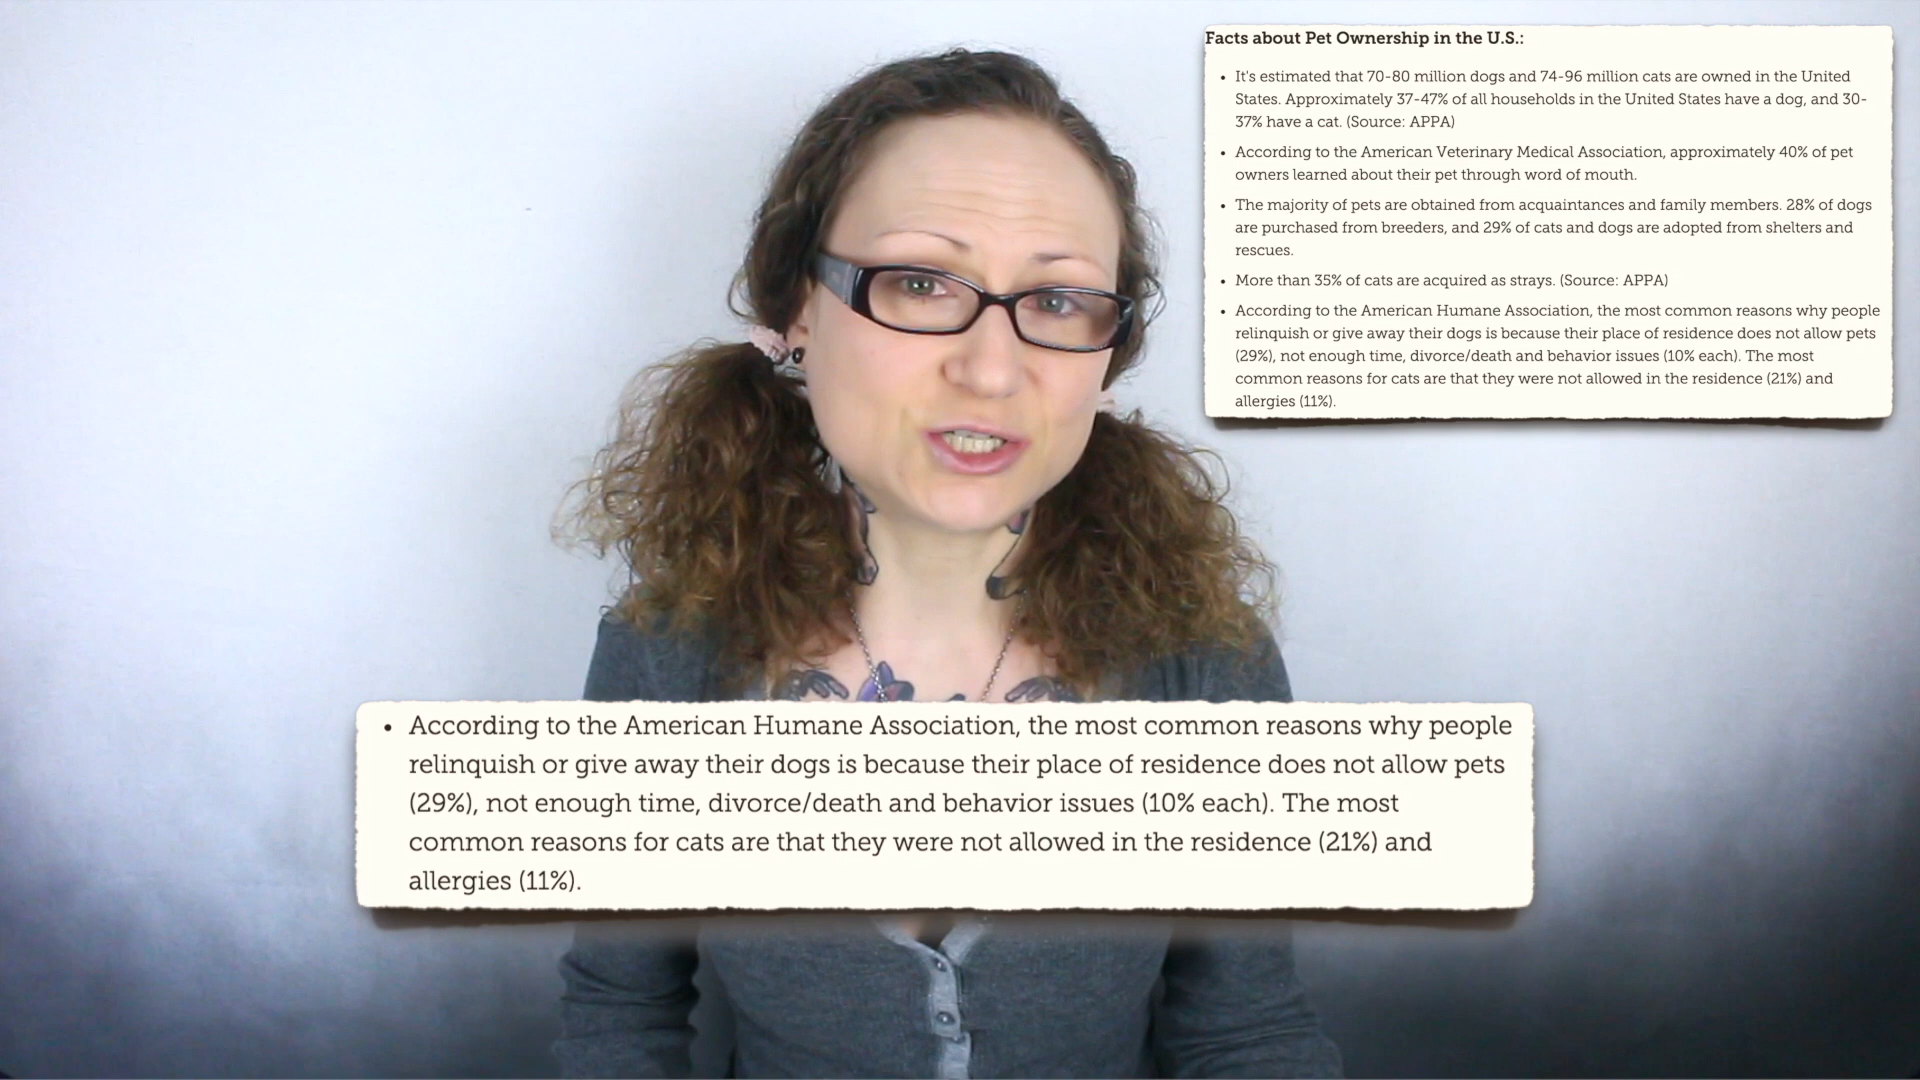 Facts about Pet Ownership in the U.S.:
• It's estimated that 70-80 million dogs and 74-96 million cats are owned in the United
States. Approximately 37-47% of all households in the United States have a dog, and 30-
37% have a cat. (Source: APPA)
• According to the American Veterinary Medical Association, approximately 40% of pet
owners learned about their pet through word of mouth.
• The majority of pets are obtained from acquaintances and family members. 28% of dogs
are purchased from breeders, and 29% of cats and dogs are adopted from shelters and
rescues.
• More than 35% of cats are acquired as strays. (Source: APPA)
• According to the American Humane Association, the most common reasons why people
relinquish or give away their dogs is because their place of residence does not allow pets
(29%), not enough time, divorce/death and behavior issues (10% each). The most
common reasons for cats are that they were not allowed in the residence (21%) and
allergies (11%).
• According to the American Humane Association, the most common reasons why people
relinquish or give away their dogs is because their place of residence does not allow pets
(29%), not enough time, divorce/death and behavior issues (10% each). The most
common reasons for cats are that they were not allowed in the residence (21%) and
allergies (11%).